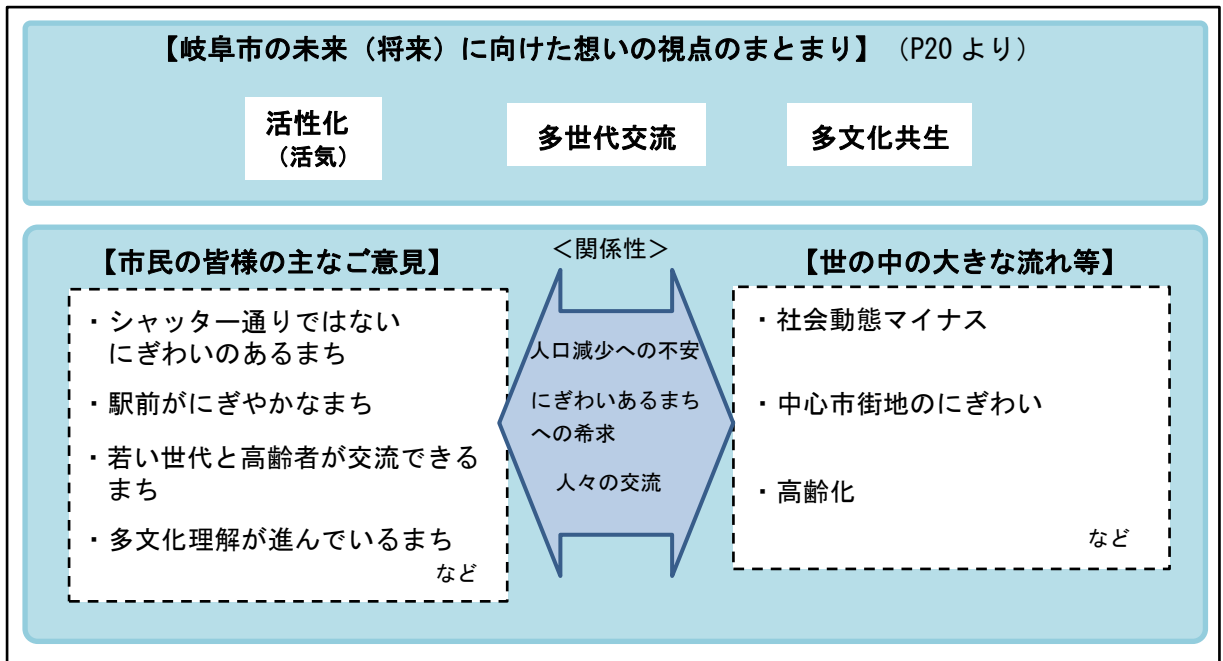 【岐阜市の未来（将来）に向けた想いの視点のまとまり】（P20 より）
活性化
（活気）
多世代交流
多文化共生
【市民の皆様の主なご意見】
・シャッター通りではない
にぎわいのあるまち
・駅前がにぎやかなまち
・若い世代と高齢者が交流できる
まち
・多文化理解が進んでいるまち
など
＜関係性＞
人口減少への不安
にぎわいあるまち
への希求
人々の交流
【世の中の大きな流れ等】
・社会動態マイナス
・中心市街地のにぎわい
・高齢化
など